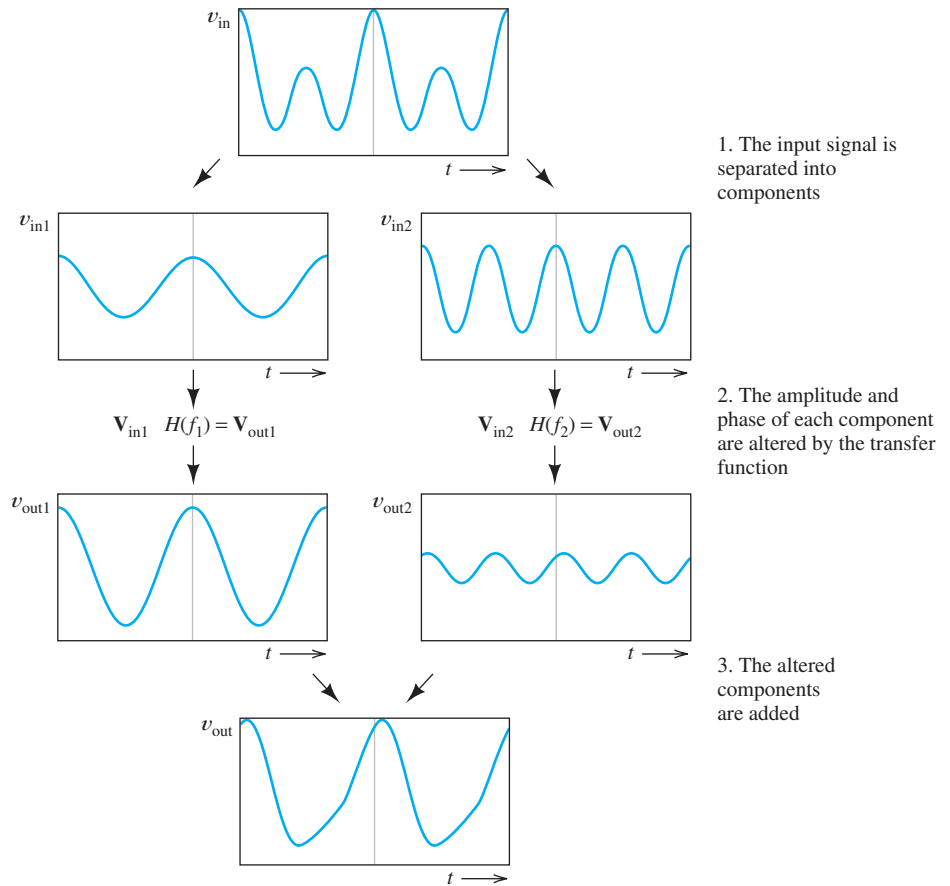 v_in
t
1. The input signal is
separated into
components
v_in1
v_in2
t
t
2. The amplitude and
phase of each component
are altered by the transfer
function
V_in1 H(f_1) = V_out1
V_in2 H(f_2) = V_out2
v_out1
v_out2
t
t
3. The altered
components
are added
v_out
t